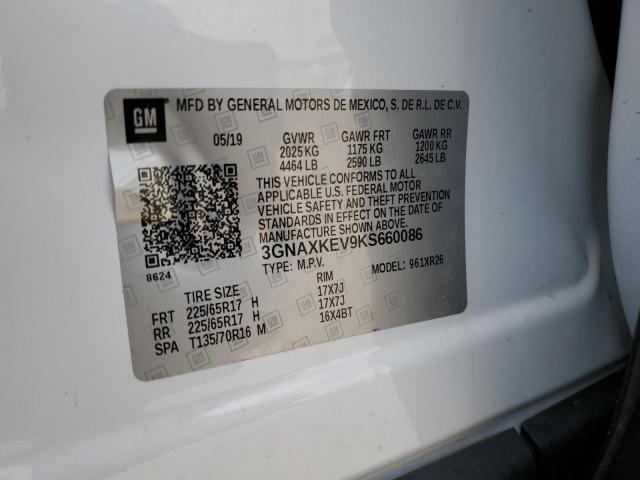 GM
MFD BY GENERAL MOTORS DE MEXICO, S. DE R.L. DE C.V.
05/19 GVWR GAWR FRT GAWR RR
2025 KG 1175 KG 1200 KG
4464 LB 2590 LB 2645 LB
THIS VEHICLE CONFORMS TO ALL
APPLICABLE U.S. FEDERAL MOTOR
VEHICLE SAFETY STANDARDS IN
EFFECT ON THE DATE OF
MANUFACTURE SHOWN ABOVE.
3GNAXKEV9KS660086
8624 TYPE: M.P.V. MODEL: 961XR26
TIRE SIZE RIM
FRT 225/65R17 H 17X7J
RR 225/65R17 H 17X7J
SPA T135/70R16 M 16X4BT